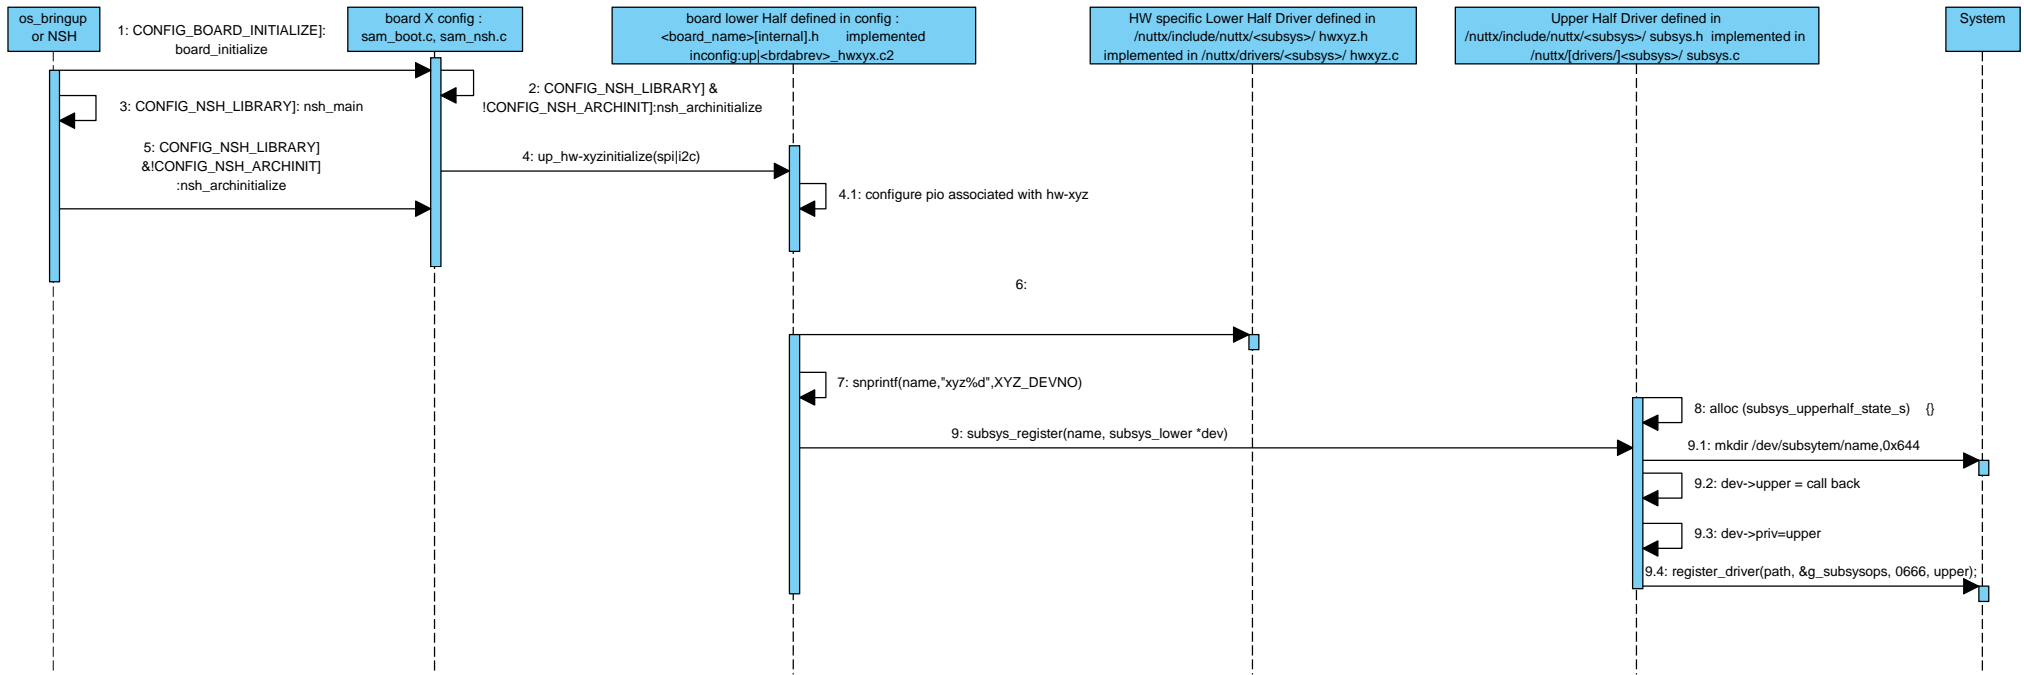 os_bringup
or NSH
board X config :
sam_boot.c, sam_nsh.c
board lower Half defined in config :
<board_name>[internal].h implemented
inconfig:up|<brdabrev>_hwxyx.c2
HW specific Lower Half Driver defined in
/nuttx/include/nuttx/<subsys>/ hwxyz.h
implemented in /nuttx/drivers/<subsys>/ hwxyz.c
Upper Half Driver defined in
/nuttx/include/nuttx/<subsys>/ subsys.h implemented in
/nuttx/[drivers/]<subsys>/ subsys.c
System
1: CONFIG_BOARD_INITIALIZE]:
board_initialize
2: CONFIG_NSH_LIBRARY] &
!CONFIG_NSH_ARCHINIT]:nsh_archinitialize
3: CONFIG_NSH_LIBRARY]: nsh_main
5: CONFIG_NSH_LIBRARY]
&!CONFIG_NSH_ARCHINIT]
:nsh_archinitialize
4: up_hw-xyzinitialize(spi|i2c)
4.1: configure pio associated with hw-xyz
6:
7: snprintf(name,"xyz%d",XYZ_DEVNO)
8: alloc (subsys_upperhalf_state_s) {}
9: subsys_register(name, subsys_lower *dev)
9.1: mkdir /dev/subsytem/name,0x644
9.2: dev->upper = call back
9.3: dev->priv=upper
9.4: register_driver(path, &g_subsysops, 0666, upper);